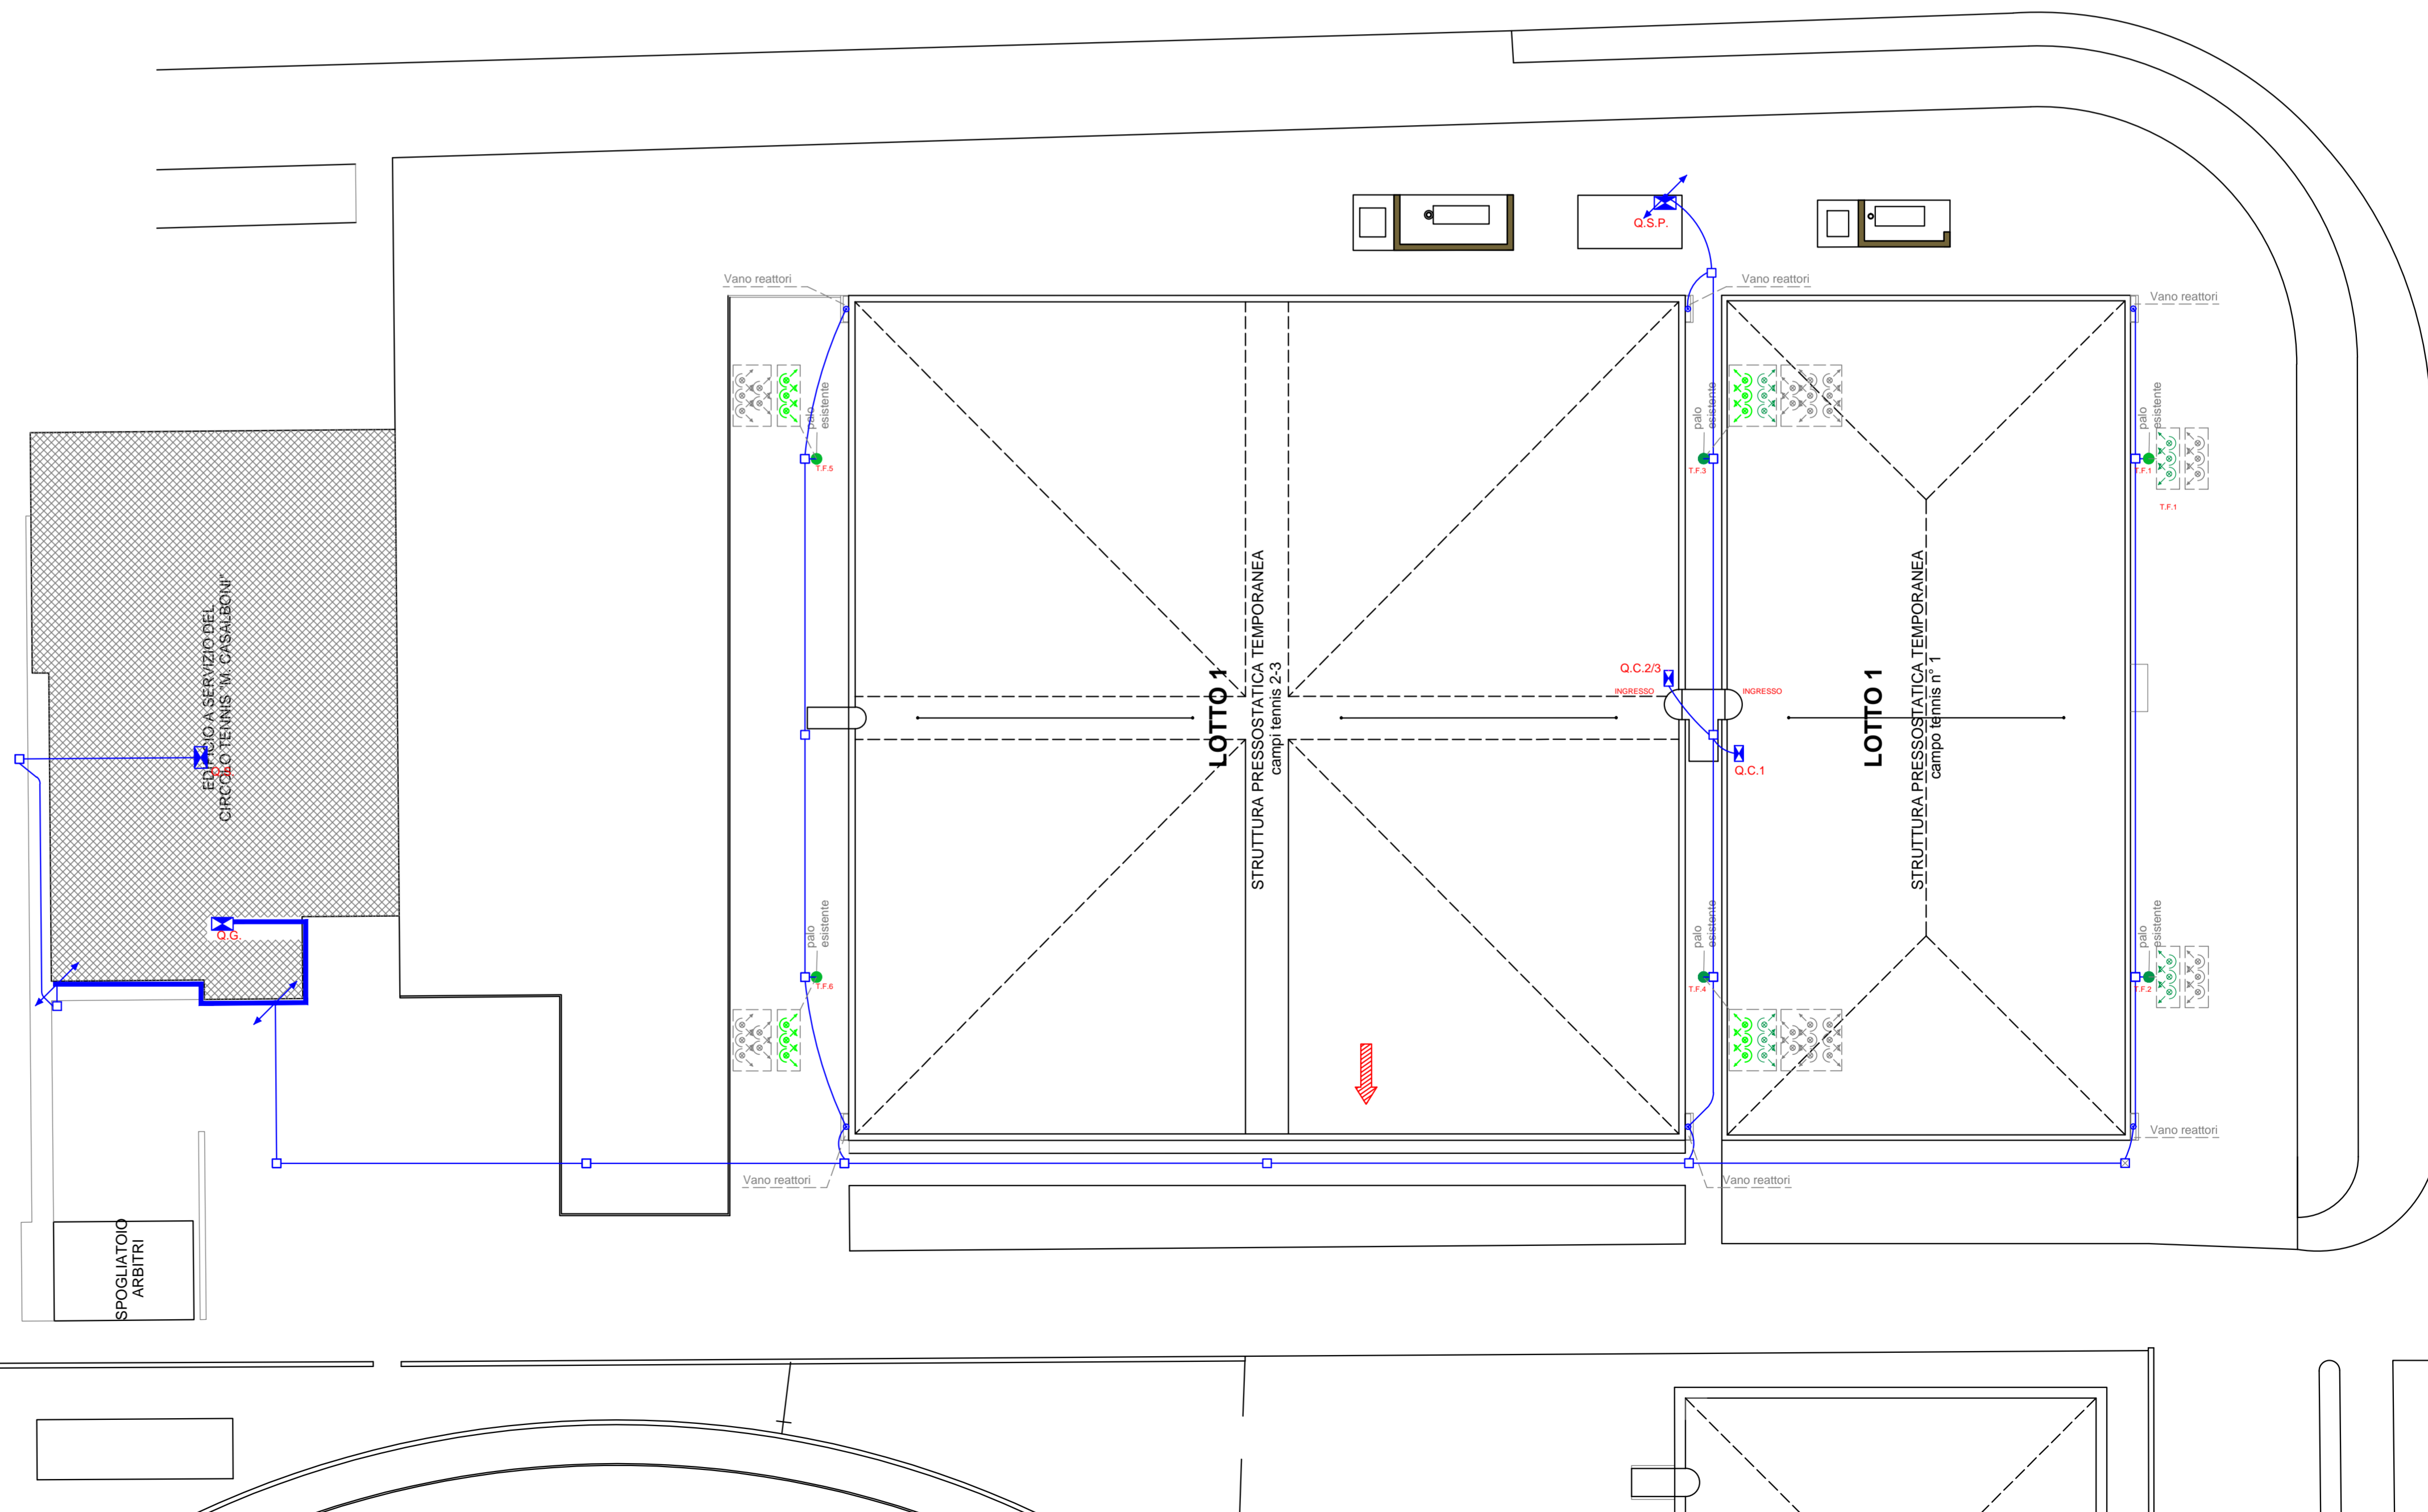 Q.S.P.
Vano reattori
Vano reattori
Vano reattori
palo
esistente
palo
esistente
palo
esistente
T.F.5
T.F.3
T.F.1
T.F.1
EDIFICIO A SERVIZIO DEL
CIRCOLO TENNIS "M. CASALBONI"
LOTTO 1
STRUTTURA PRESSOSTATICA TEMPORANEA
campi tennis 2-3
Q.C.2/3
INGRESSO
INGRESSO
Q.C.1
LOTTO 1
STRUTTURA PRESSOSTATICA TEMPORANEA
campo tennis n° 1
Q.G.
palo
esistente
palo
esistente
palo
esistente
T.F.6
T.F.4
T.F.2
Vano reattori
Vano reattori
Vano reattori
SPOGLIATOIO
ARBITRI